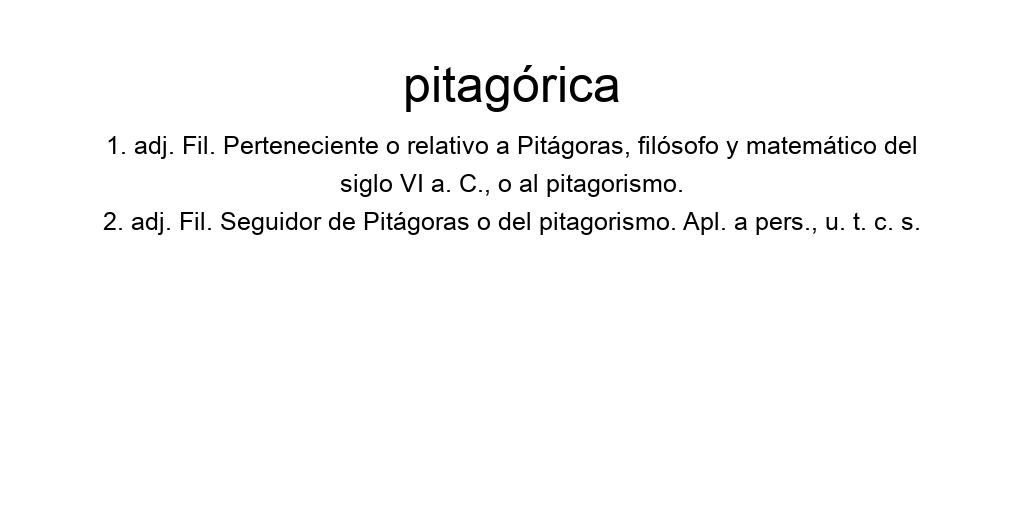 pitagórica
1. adj. Fil. Perteneciente o relativo a Pitágoras, filósofo y matemático del
siglo VI a. C., o al pitagorismo.
2. adj. Fil. Seguidor de Pitágoras o del pitagorismo. Apl. a pers., u. t. c. s.